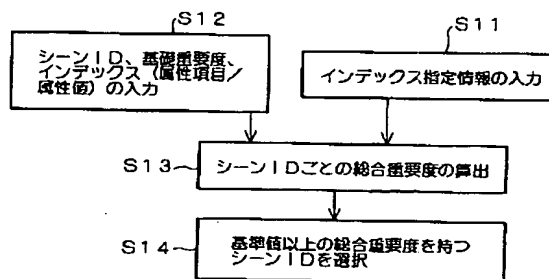 S12
シーンID、基礎重要度、
インデックス（属性項目／
属性値）の入力
S11
インデックス指定情報の入力
S13
シーンIDごとの総合重要度の算出
S14
基準値以上の総合重要度を持つ
シーンIDを選択